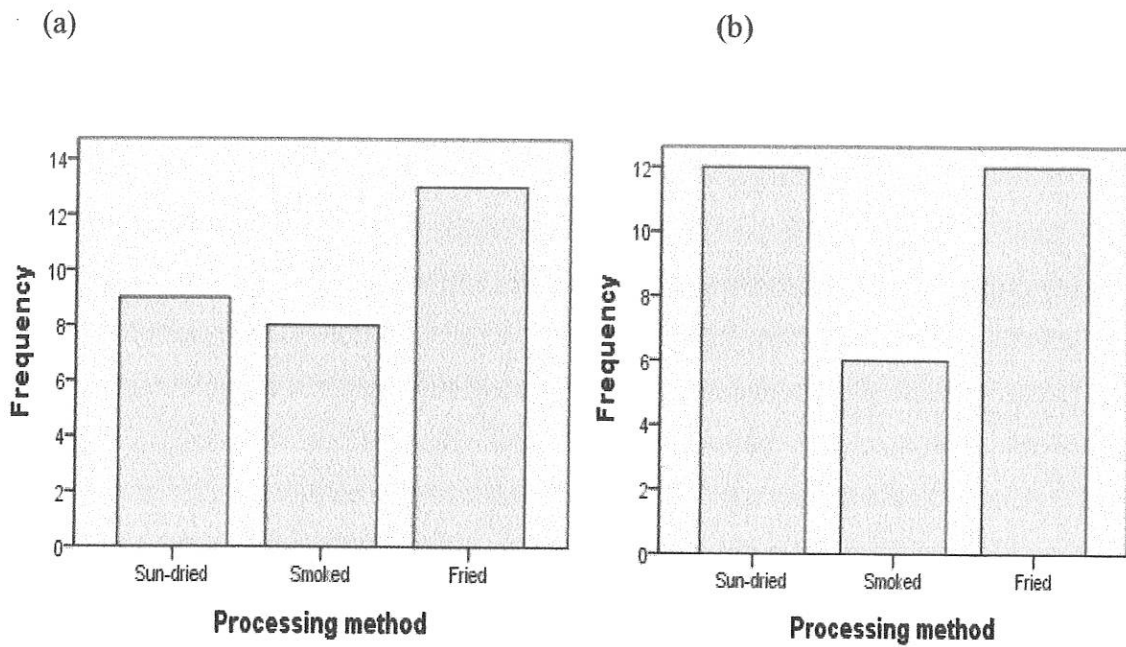 (a)
14
12
10
8
6
4
2
0
Frequency
Sun-dried Smoked Fried
Processing method
(b)
12
10
8
6
4
2
0
Frequency
Sun-dried Smoked Fried
Processing method